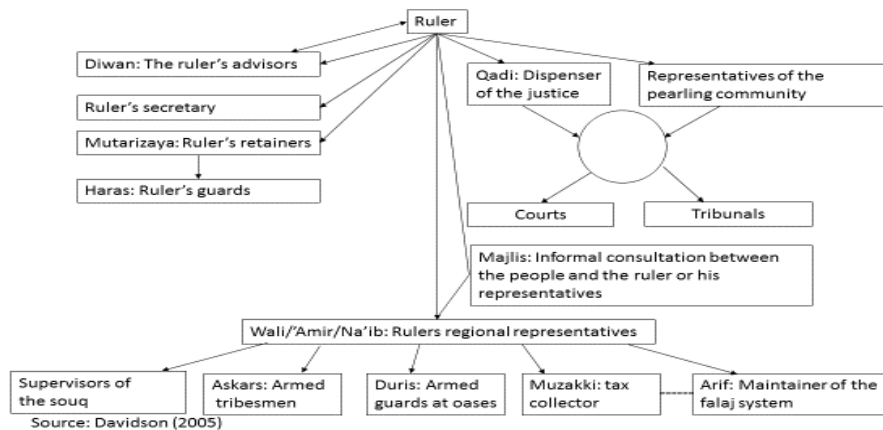 Ruler
Diwan: The ruler's advisors
Qadi: Dispenser
of the justice
Representatives of the
pearling community
Ruler's secretary
Mutarizaya: Ruler's retainers
Haras: Ruler's guards
Courts
Tribunals
Majlis: Informal consultation between
the people and the ruler or his
representatives
Wali/'Amir/Na'ib: Rulers regional representatives
Supervisors of
the souq
Askars: Armed
tribesmen
Duris: Armed
guards at oases
Muzakki: tax
collector
Arif: Maintainer of the
falaj system
Source: Davidson (2005)